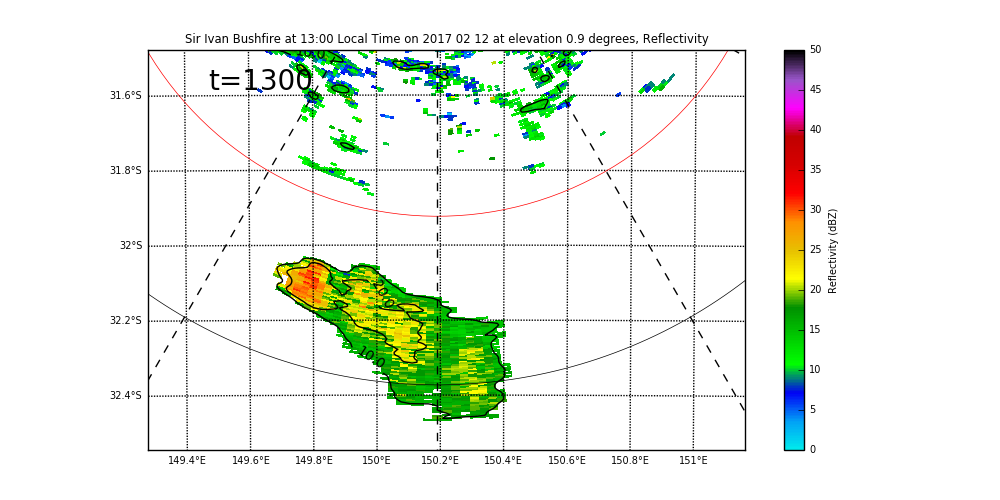 Sir Ivan Bushfire at 13:00 Local Time on 2017 02 12 at elevation 0.9 degrees, Reflectivity
t=1300
31.6°S
31.8°S
32°S
32.2°S
32.4°S
10.0
149.4°E 149.6°E 149.8°E 150°E 150.2°E 150.4°E 150.6°E 150.8°E 151°E
50
45
40
35
30
25
20
15
10
5
0
Reflectivity (dBZ)